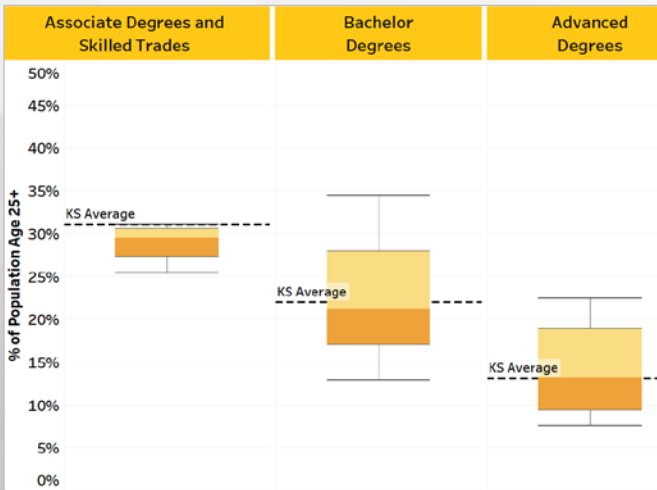 Associate Degrees and
Skilled Trades
Bachelor
Degrees
Advanced
Degrees
% of Population Age 25+
50%
45%
40%
35%
30%
25%
20%
15%
10%
5%
0%
KS Average
KS Average
KS Average